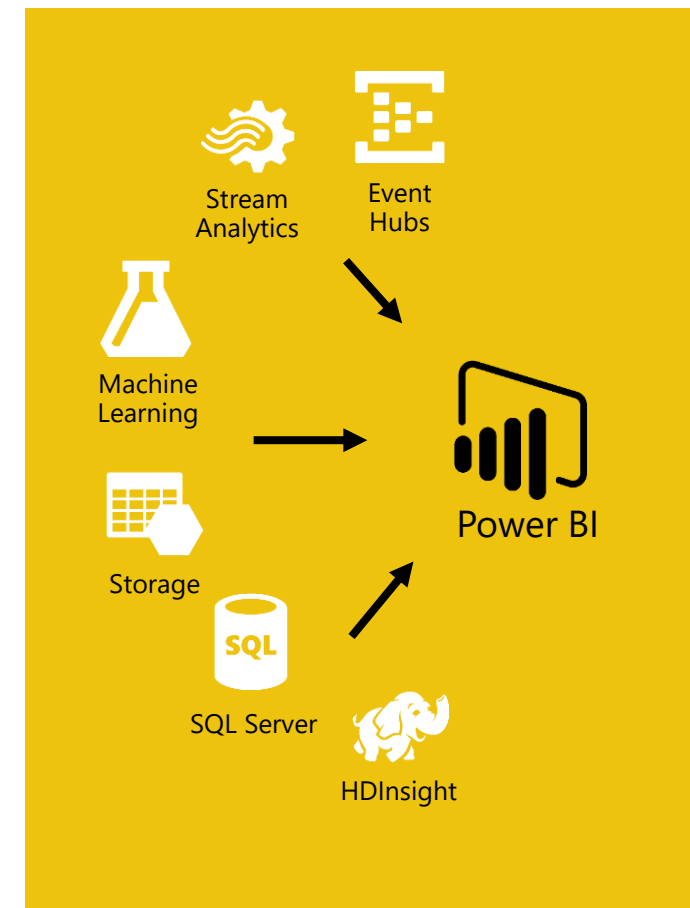 Stream
Analytics
Event
Hubs
Machine
Learning
Power BI
Storage
SQL
SQL Server
HDInsight